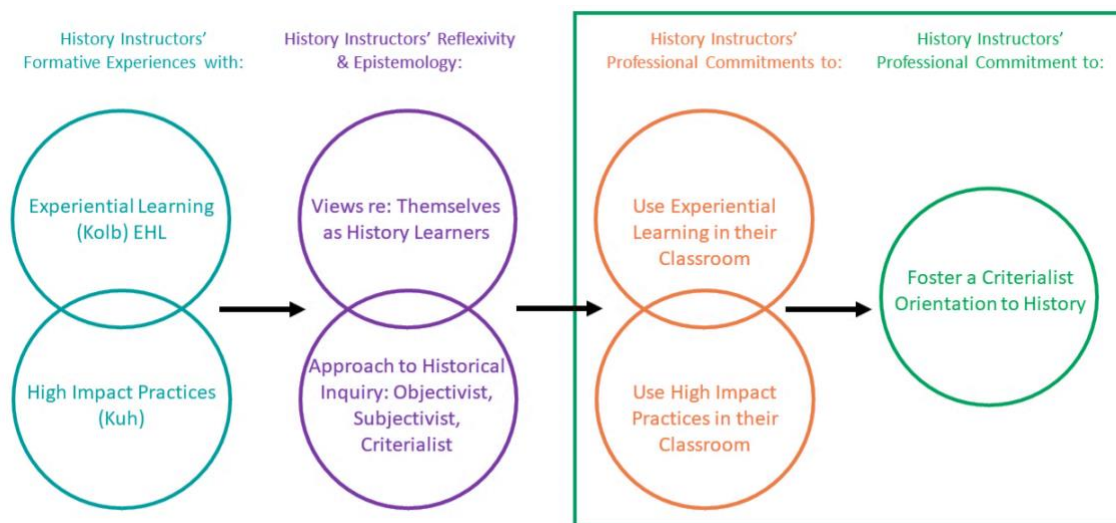 History Instructors'
Formative Experiences with:
History Instructors' Reflexivity
& Epistemology:
History Instructors'
Professional Commitments to:
History Instructors'
Professional Commitment to:
Experiential Learning
(Kolb) EHL
High Impact Practices
(Kuh)
Views re: Themselves
as History Learners
Approach to Historical
Inquiry: Objectivist,
Subjectivist,
Criterialist
Use Experiential
Learning in their
Classroom
Use High Impact
Practices in their
Classroom
Foster a Criterialist
Orientation to History